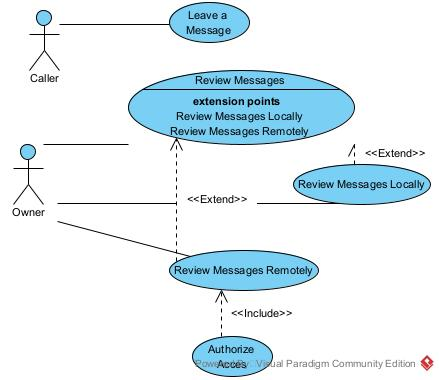 Leave a
Message
Caller
Review Messages
extension points
Review Messages Locally
Review Messages Remotely
<<Extend>>
Review Messages Locally
Owner
<<Extend>>
Review Messages Remotely
<<Include>>
Authorize
Acces
Powered By Visual Paradigm Community Edition